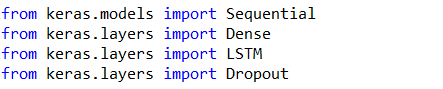 from keras.models import Sequential
from keras.layers import Dense
from keras.layers import LSTM
from keras.layers import Dropout